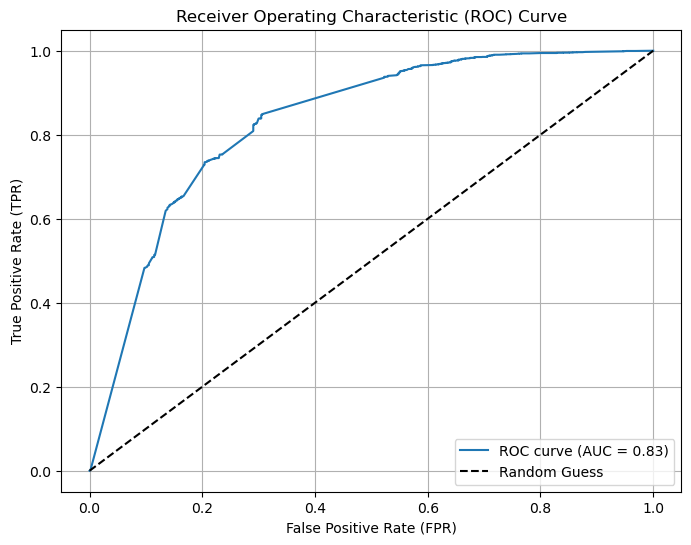 Receiver Operating Characteristic (ROC) Curve
1.0
0.8
0.6
0.4
0.2
0.0
True Positive Rate (TPR)
ROC curve (AUC = 0.83)
Random Guess
0.0 0.2 0.4 0.6 0.8 1.0
False Positive Rate (FPR)